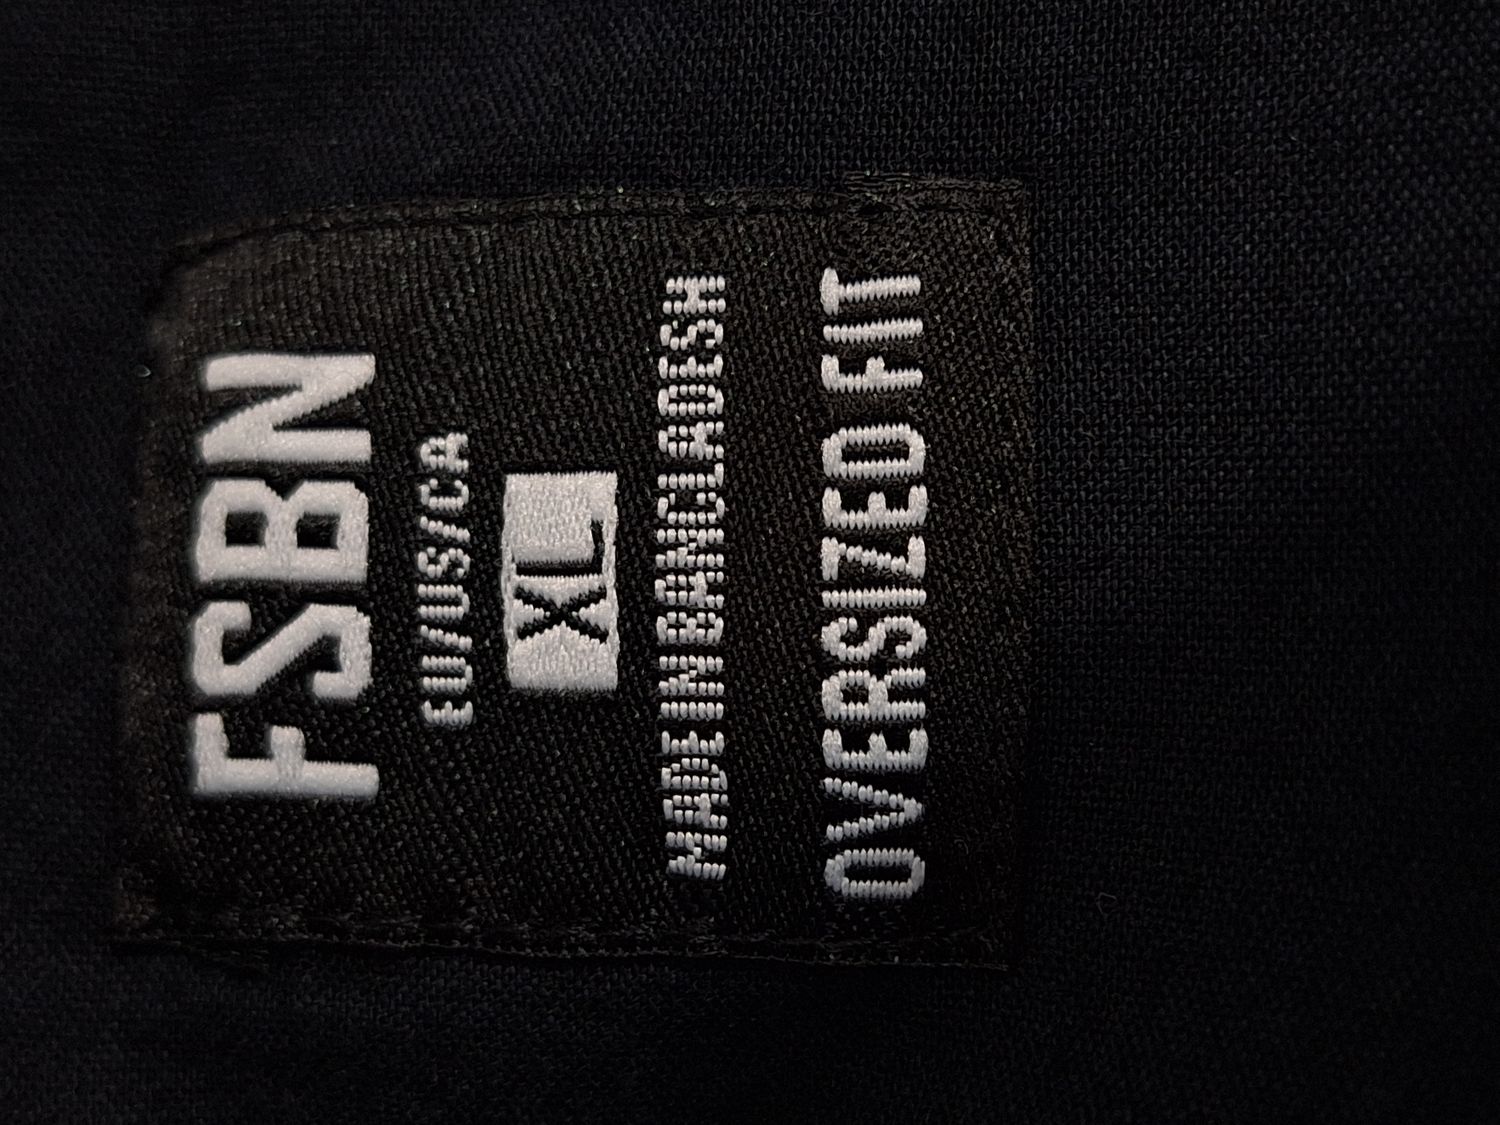 FSBN
EU/US/CA
XL
MADE IN BANGLADESH
OVERSIZED FIT